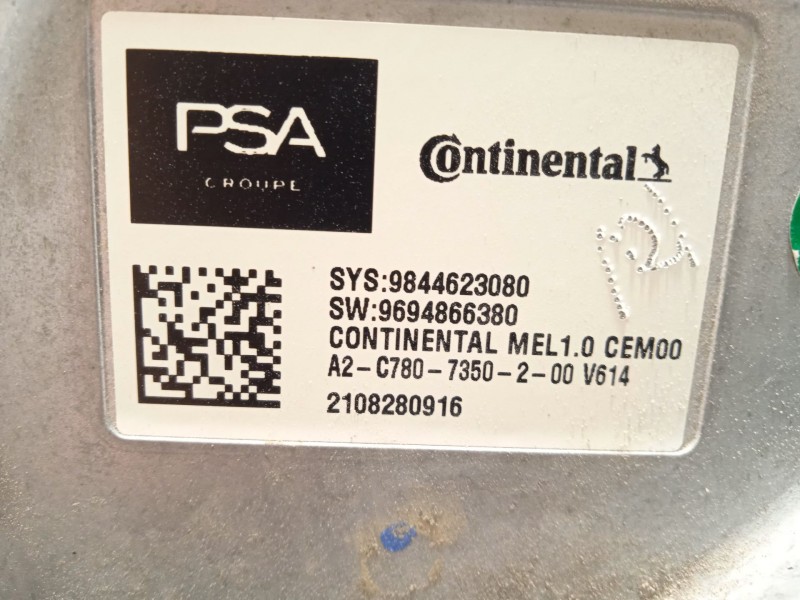 PSA
GROUPE
Continental
SYS:9844623080
SW:9694866380
CONTINENTAL MEL1.0 CEM00
A2-C780-7350-2-00 V614
2108280916